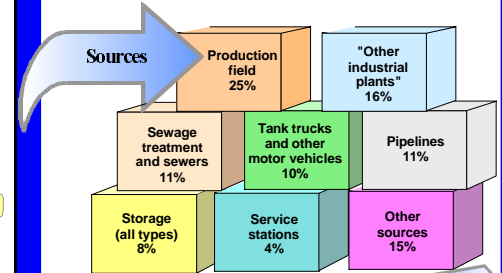 Sources
Production
field
25%
"Other
industrial
plants"
16%
Sewage
treatment
and sewers
11%
Tank trucks
and other
motor vehicles
10%
Pipelines
11%
Storage
(all types)
8%
Service
stations
4%
Other
sources
15%